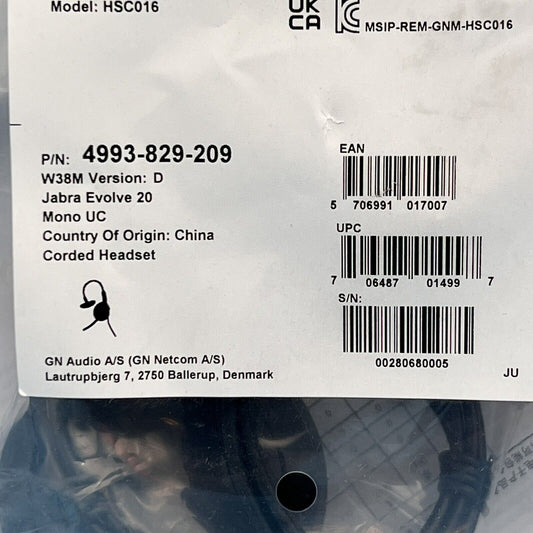 Model: HSC016
UK
CA
MSIP-REM-GNM-HSC016
P/N: 4993-829-209
W38M Version: D
Jabra Evolve 20
Mono UC
Country Of Origin: China
Corded Headset
EAN
5 706991 017007
UPC
7 06487 01499 7
S/N:
00280680005
GN Audio A/S (GN Netcom A/S)
Lautrupbjerg 7, 2750 Ballerup, Denmark
JU